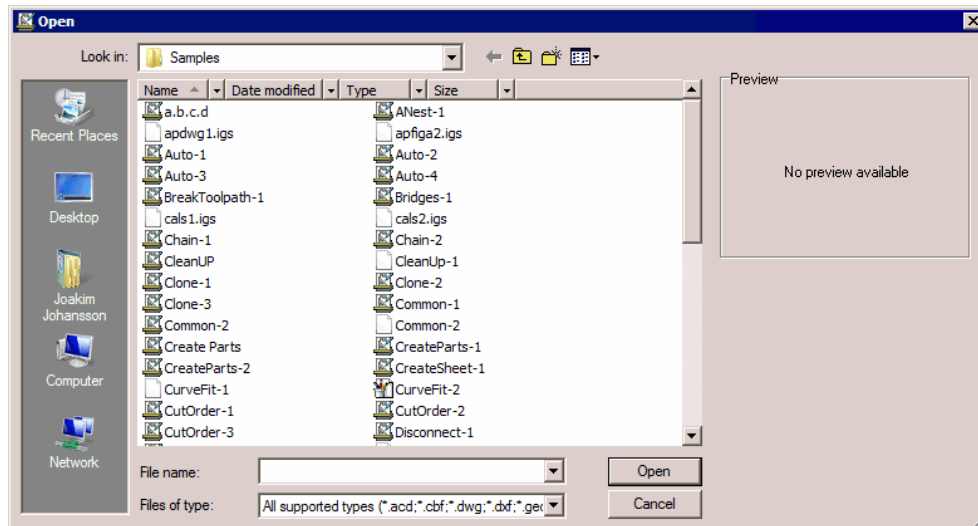 Open
Look in: Samples
Name Date modified Type Size
a.b.c.d ANest-1
apdwg1.igs apfiga2.igs
Auto-1 Auto-2
Auto-3 Auto-4
BreakToolpath-1 Bridges-1
cals1.igs cals2.igs
Chain-1 Chain-2
CleanUP CleanUp-1
Clone-1 Clone-2
Clone-3 Common-1
Common-2 Common-2
Create Parts CreateParts-1
CreateParts-2 CreateSheet-1
CurveFit-1 CurveFit-2
CutOrder-1 CutOrder-2
CutOrder-3 Disconnect-1
Recent Places
Desktop
Joakim
Johansson
Computer
Network
Preview
No preview available
File name: Open
Files of type: All supported types (*.acd;*.cbf;*.dwg;*.dxf;*.geo Cancel